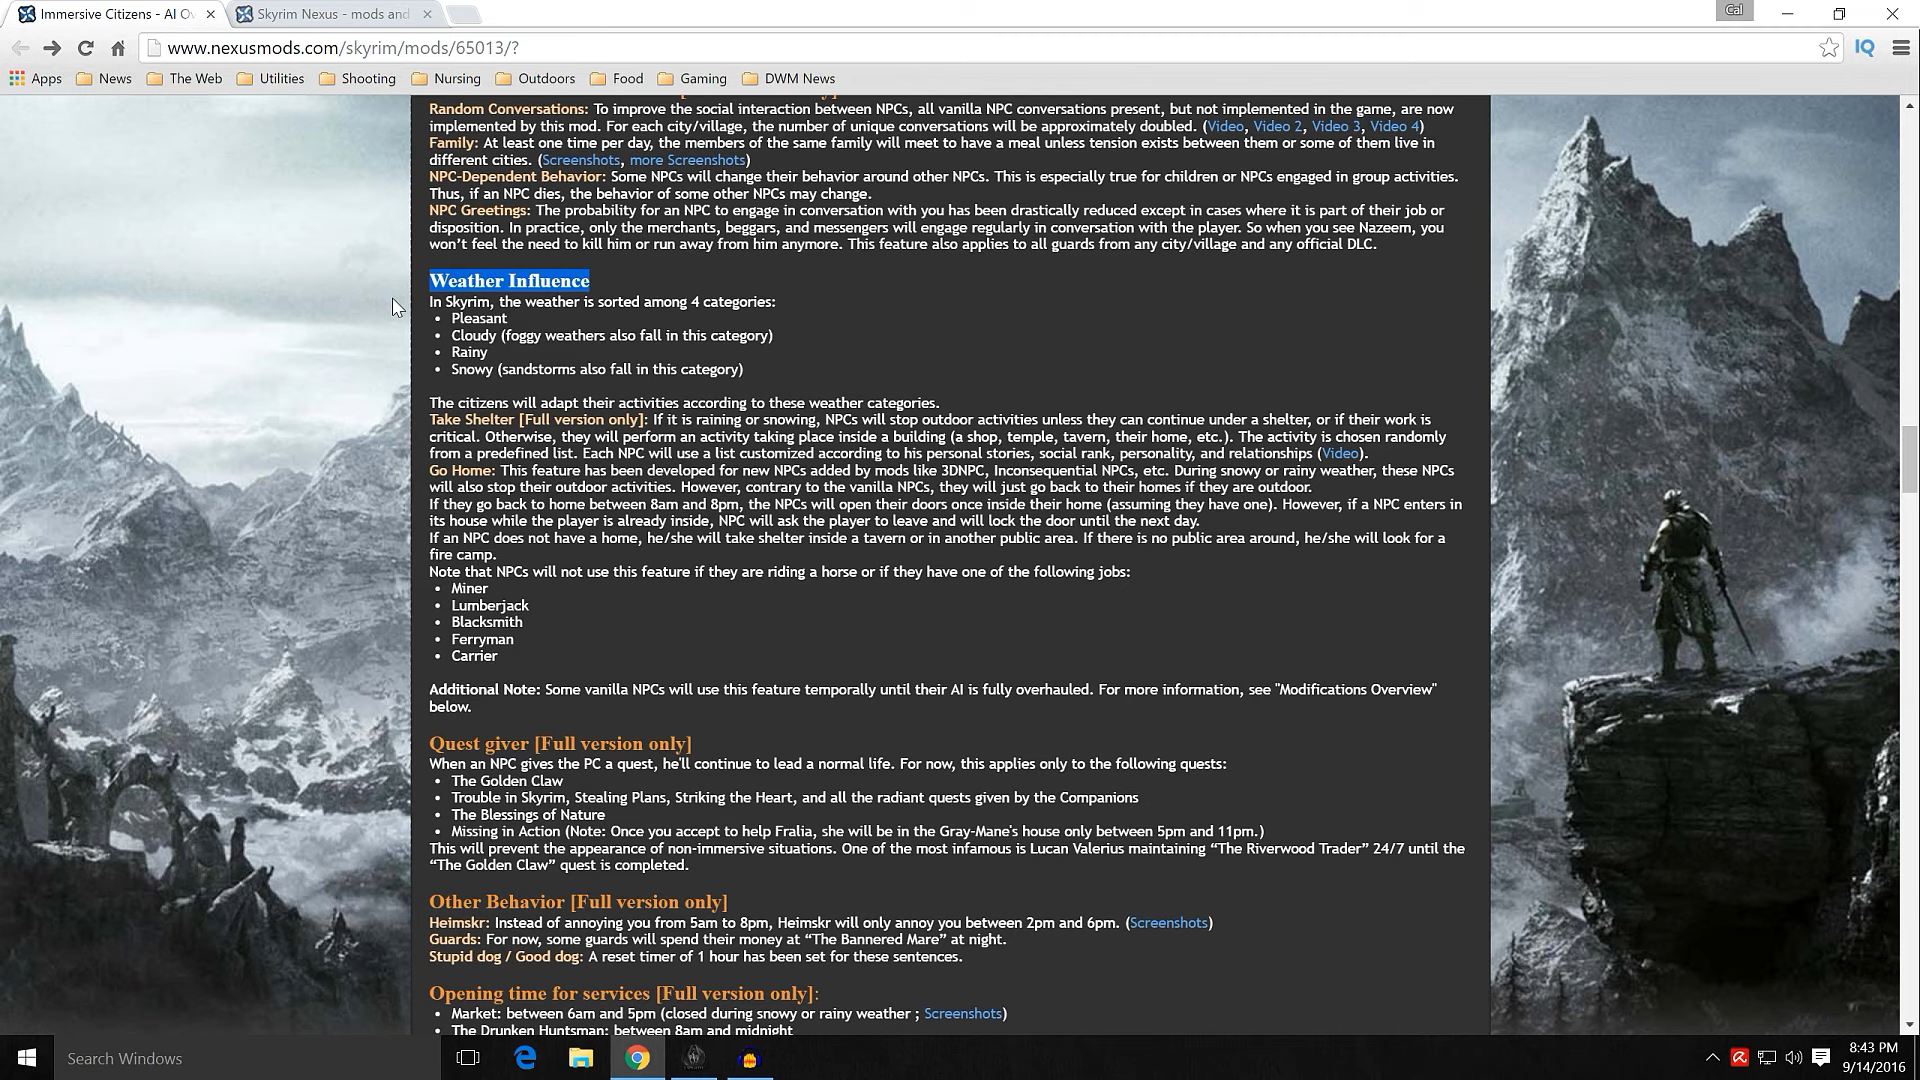 Immersive Citizens - AI O
Skyrim Nexus - mods and
Cal
www.nexusmods.com/skyrim/mods/65013/?
IQ
Apps News The Web Utilities Shooting Nursing Outdoors Food Gaming DWM News
Random Conversations: To improve the social interaction between NPCs, all vanilla NPC conversations present, but not implemented in the game, are now
implemented by this mod. For each city/village, the number of unique conversations will be approximately doubled. (Video, Video 2, Video 3, Video 4)
Family: At least one time per day, the members of the same family will meet to have a meal unless tension exists between them or some of them live in
different cities. (Screenshots, more Screenshots)
NPC-Dependent Behavior: Some NPCs will change their behavior around other NPCs. This is especially true for children or NPCs engaged in group activities.
Thus, if an NPC dies, the behavior of some other NPCs may change.
NPC Greetings: The probability for an NPC to engage in conversation with you has been drastically reduced except in cases where it is part of their job or
disposition. In practice, only the merchants, beggars, and messengers will engage regularly in conversation with the player. So when you see Nazeem, you
won't feel the need to kill him or run away from him anymore. This feature also applies to all guards from any city/village and any official DLC.
Weather Influence
In Skyrim, the weather is sorted among 4 categories:
• Pleasant
• Cloudy (foggy weathers also fall in this category)
• Rainy
• Snowy (sandstorms also fall in this category)
The citizens will adapt their activities according to these weather categories.
Take Shelter [Full version only]: If it is raining or snowing, NPCs will stop outdoor activities unless they can continue under a shelter, or if their work is
critical. Otherwise, they will perform an activity taking place inside a building (a shop, temple, tavern, their home, etc.). The activity is chosen randomly
from a predefined list. Each NPC will use a list customized according to his personal stories, social rank, personality, and relationships (Video).
Go Home: This feature has been developed for new NPCs added by mods like 3DNPC, Inconsequential NPCs, etc. During snowy or rainy weather, these NPCs
will also stop their outdoor activities. However, contrary to the vanilla NPCs, they will just go back to their homes if they are outdoor.
If they go back to home between 8am and 8pm, the NPCs will open their doors once inside their home (assuming they have one). However, if a NPC enters in
its house while the player is already inside, NPC will ask the player to leave and will lock the door until the next day.
If an NPC does not have a home, he/she will take shelter inside a tavern or in another public area. If there is no public area around, he/she will look for a
fire camp.
Note that NPCs will not use this feature if they are riding a horse or if they have one of the following jobs:
• Miner
• Lumberjack
• Blacksmith
• Ferryman
• Carrier
Additional Note: Some vanilla NPCs will use this feature temporally until their AI is fully overhauled. For more information, see "Modifications Overview"
below.
Quest giver [Full version only]
When an NPC gives the PC a quest, he'll continue to lead a normal life. For now, this applies only to the following quests:
• The Golden Claw
• Trouble in Skyrim, Stealing Plans, Striking the Heart, and all the radiant quests given by the Companions
• The Blessings of Nature
• Missing in Action (Note: Once you accept to help Fralia, she will be in the Gray-Mane's house only between 5pm and 11pm.)
This will prevent the appearance of non-immersive situations. One of the most infamous is Lucan Valerius maintaining “The Riverwood Trader” 24/7 until the
“The Golden Claw” quest is completed.
Other Behavior [Full version only]
Heimskr: Instead of annoying you from 5am to 8pm, Heimskr will only annoy you between 2pm and 6pm. (Screenshots)
Guards: For now, some guards will spend their money at “The Bannered Mare” at night.
Stupid dog / Good dog: A reset timer of 1 hour has been set for these sentences.
Opening time for services [Full version only]:
• Market: between 6am and 5pm (closed during snowy or rainy weather ; Screenshots)
• The Drunken Huntsman: between 8am and midnight
Search Windows
8:43 PM
9/14/2016